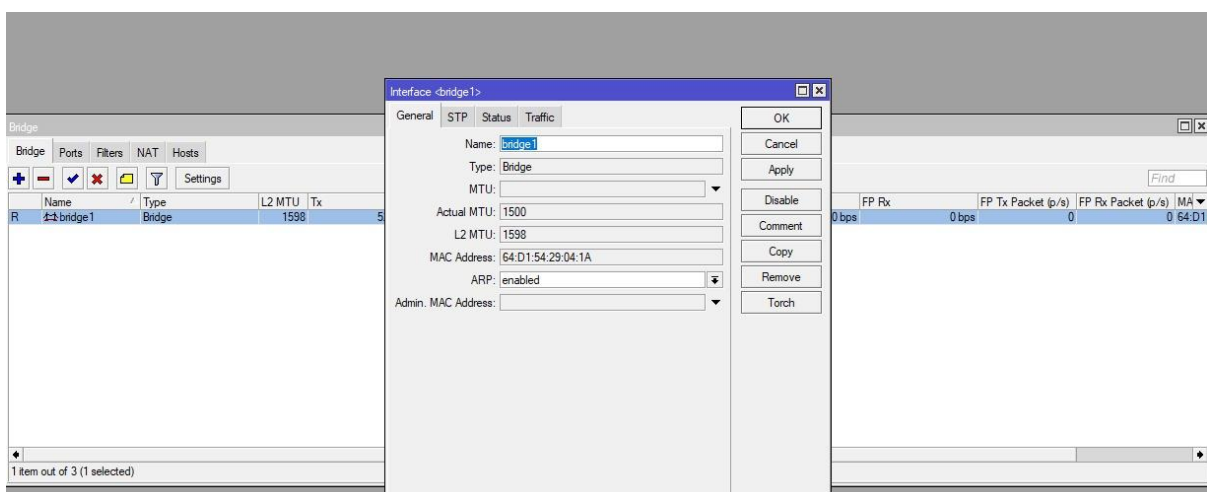 Interface <bridge1>
General STP Status Traffic
OK
Cancel
Apply
Disable
Comment
Copy
Remove
Torch
Name: bridge1
Type: Bridge
MTU:
Actual MTU: 1500
L2 MTU: 1598
MAC Address: 64:D1:54:29:04:1A
ARP: enabled
Admin. MAC Address:
Bridge
Bridge Ports Filters NAT Hosts
Settings
Find
Name / Type L2 MTU Tx FP Rx FP Tx Packet (p/s) FP Rx Packet (p/s) MA
R bridge1 Bridge 1598 5 0 bps 0 bps 0 0 64:D1
1 item out of 3 (1 selected)